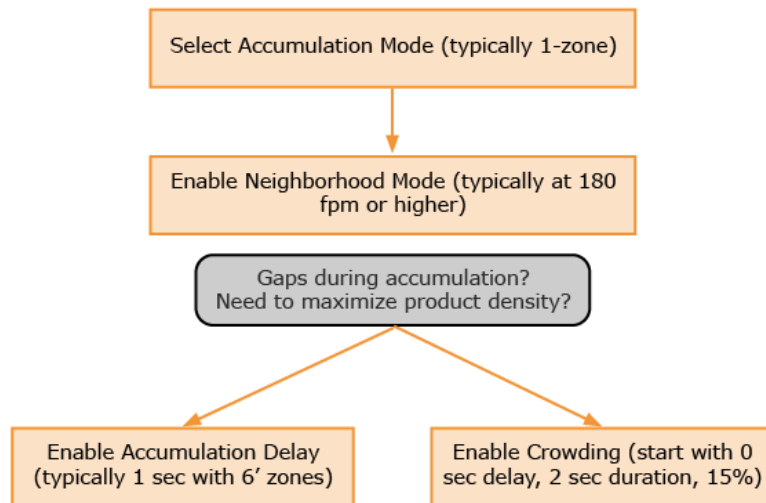 Select Accumulation Mode (typically 1-zone)
Enable Neighborhood Mode (typically at 180
fpm or higher)
Gaps during accumulation?
Need to maximize product density?
Enable Accumulation Delay
(typically 1 sec with 6’ zones)
Enable Crowding (start with 0
sec delay, 2 sec duration, 15%)